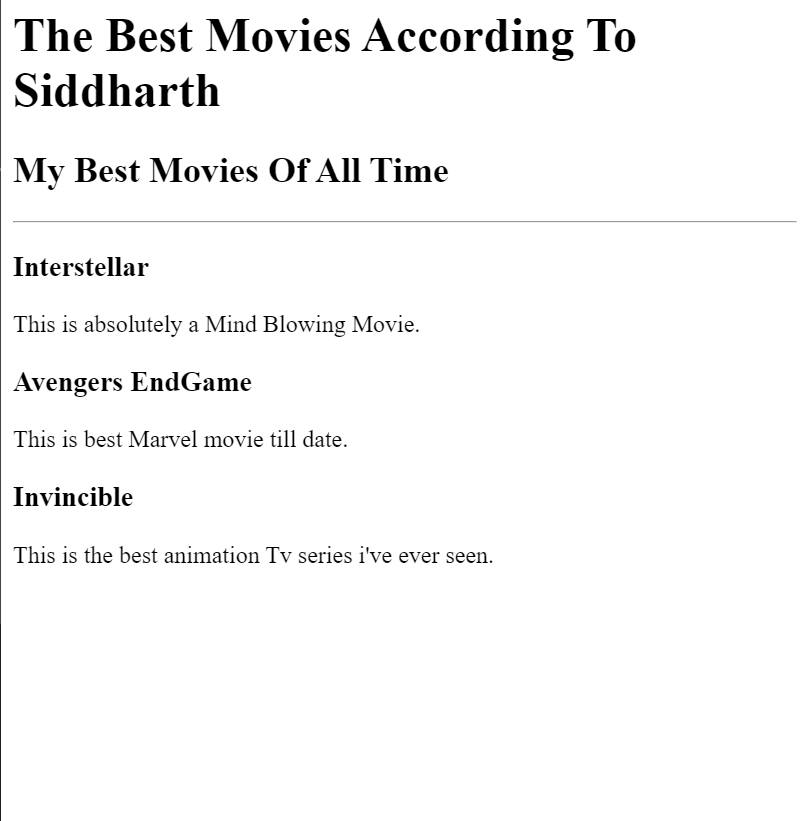 The Best Movies According To
Siddharth
My Best Movies Of All Time
Interstellar
This is absolutely a Mind Blowing Movie.
Avengers EndGame
This is best Marvel movie till date.
Invincible
This is the best animation Tv series i've ever seen.